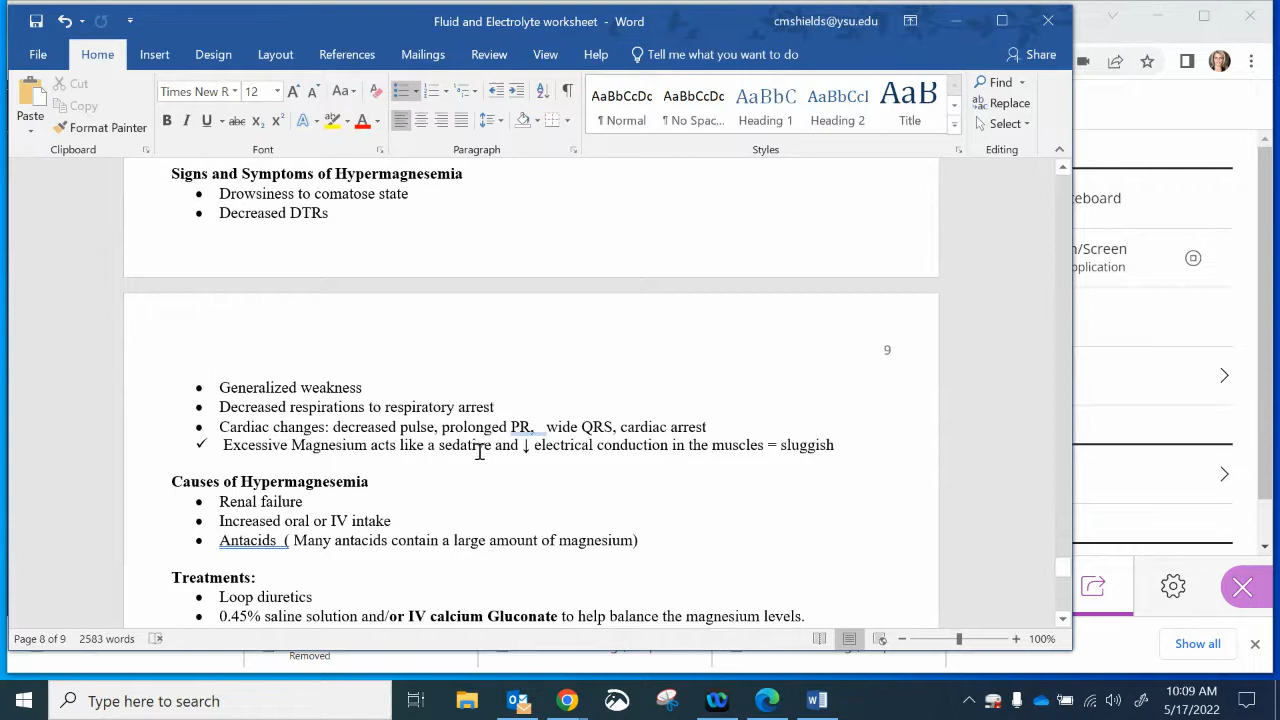 Fluid and Electrolyte worksheet - Word
cmshields@ysu.edu
File Home Insert Design Layout References Mailings Review View Help Tell me what you want to do Share
Paste
Cut
Copy
Format Painter
Clipboard
Times New R 12
Font
Paragraph
AaBbCcDc AaBbCcDc AaBbC AaBbCcl AaB
¶ Normal ¶ No Spac... Heading 1 Heading 2 Title
Styles
Find
Replace
Select
Editing
Signs and Symptoms of Hypermagnesemia
• Drowsiness to comatose state
• Decreased DTRs
9
• Generalized weakness
• Decreased respirations to respiratory arrest
• Cardiac changes: decreased pulse, prolonged PR, wide QRS, cardiac arrest
✓ Excessive Magnesium acts like a sedative and ↓ electrical conduction in the muscles = sluggish
Causes of Hypermagnesemia
• Renal failure
• Increased oral or IV intake
• Antacids ( Many antacids contain a large amount of magnesium)
Treatments:
• Loop diuretics
• 0.45% saline solution and/or IV calcium Gluconate to help balance the magnesium levels.
Page 8 of 9 2583 words
100%
eboard
n/Screen
pplication
Show all
Removed
Type here to search
10:09 AM
5/17/2022